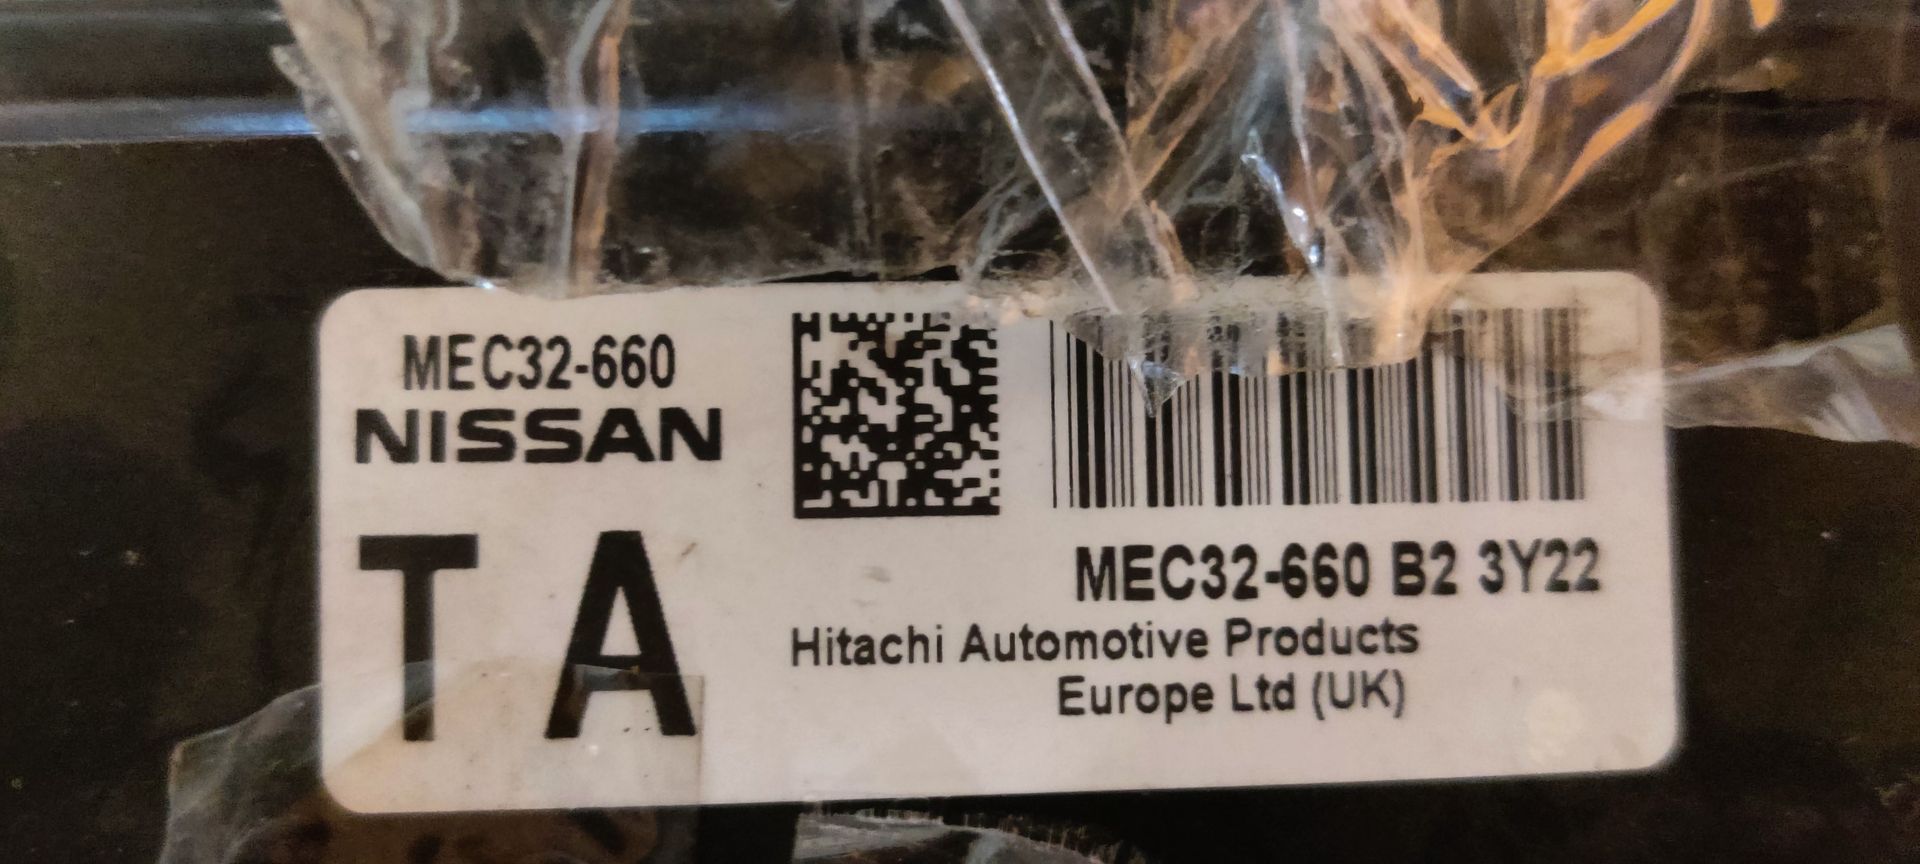 MEC32-660
NISSAN
TA
MEC32-660 B2 3Y22
Hitachi Automotive Products
Europe Ltd (UK)